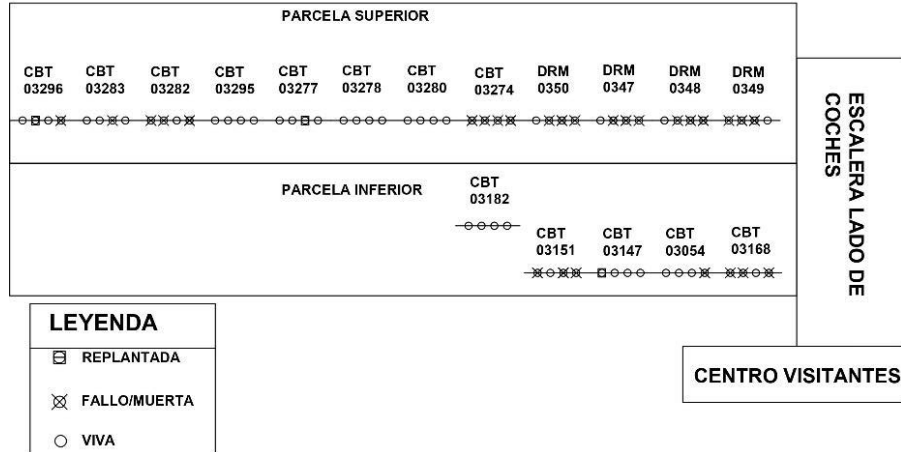 PARCELA SUPERIOR
CBT
03296
CBT
03283
CBT
03282
CBT
03295
CBT
03277
CBT
03278
CBT
03280
CBT
03274
DRM
0350
DRM
0347
DRM
0348
DRM
0349
PARCELA INFERIOR
CBT
03182
CBT
03151
CBT
03147
CBT
03054
CBT
03168
ESCALERA LADO DE
COCHES
CENTRO VISITANTES
LEYENDA
REPLANTADA
FALLO/MUERTA
VIVA